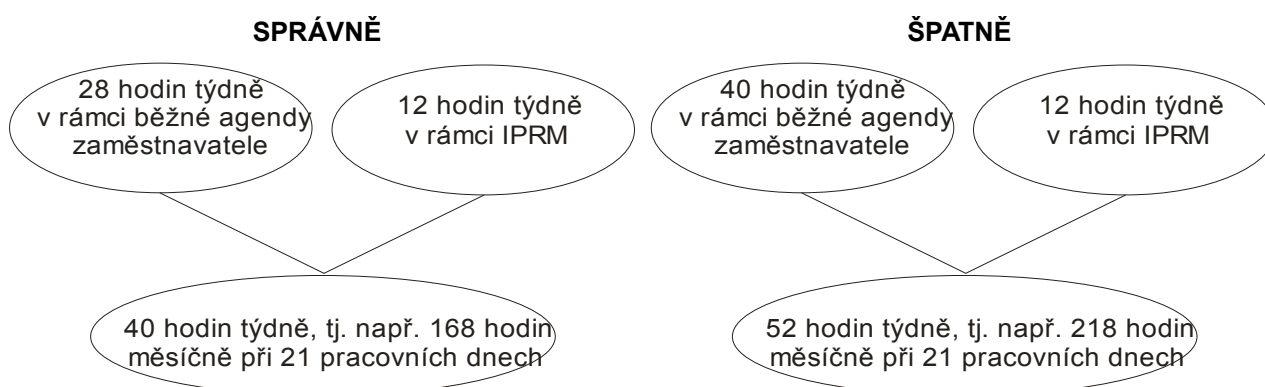 SPRÁVNĚ
28 hodin týdně
v rámci běžné agendy
zaměstnavatele
12 hodin týdně
v rámci IPRM
40 hodin týdně, tj. např. 168 hodin
měsíčně při 21 pracovních dnech
ŠPATNĚ
40 hodin týdně
v rámci běžné agendy
zaměstnavatele
12 hodin týdně
v rámci IPRM
52 hodin týdně, tj. např. 218 hodin
měsíčně při 21 pracovních dnech